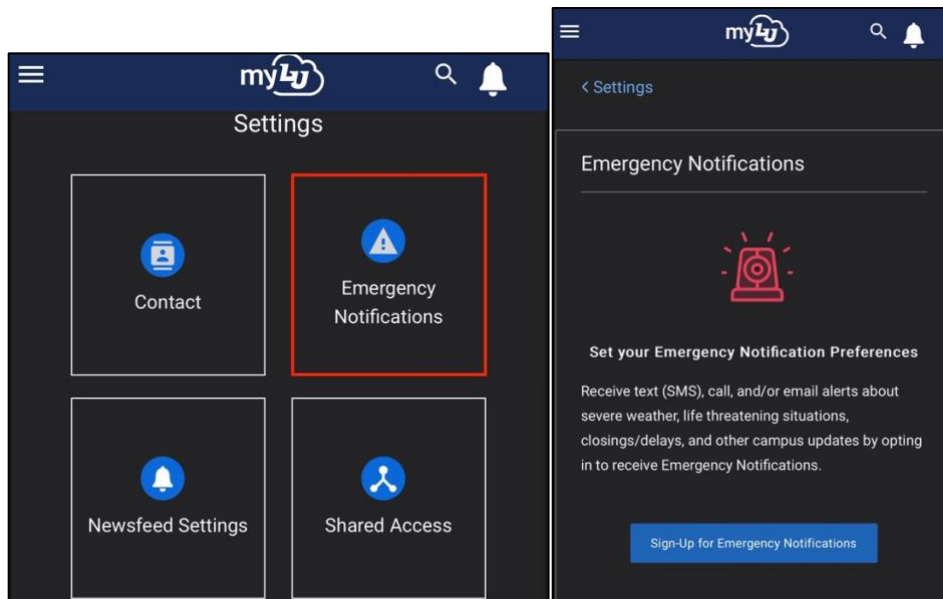 myLU
Settings
Contact
Emergency
Notifications
Newsfeed Settings
Shared Access
myLU
< Settings
Emergency Notifications
Set your Emergency Notification Preferences
Receive text (SMS), call, and/or email alerts about
severe weather, life threatening situations,
closings/delays, and other campus updates by opting
in to receive Emergency Notifications.
Sign-Up for Emergency Notifications